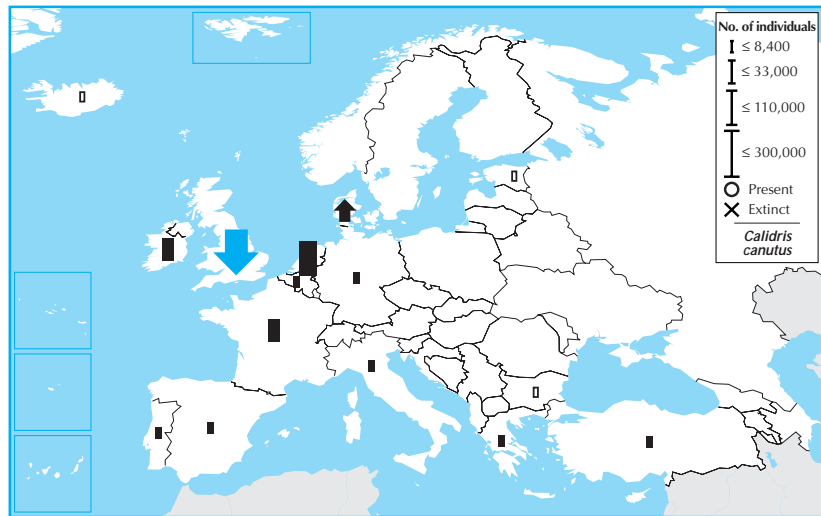 No. of individuals
≤ 8,400
≤ 33,000
≤ 110,000
≤ 300,000
Present
Extinct
Calidris
canutus